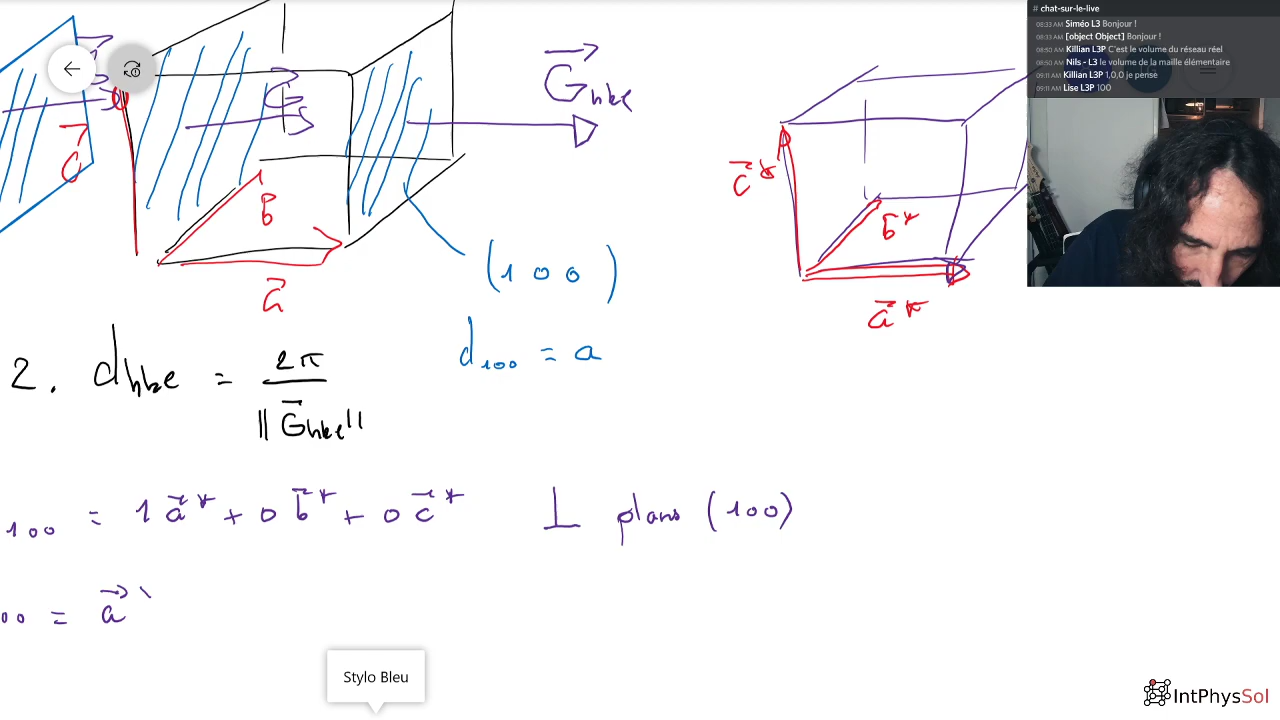 # chat-sur-le-live
08:33 AM Siméo L3 Bonjour !
08:33 AM [object Object] Bonjour !
08:50 AM Killian L3P C'est le volume du réseau réel
08:50 AM Nils - L3 le volume de la maille élémentaire
09:11 AM Killian L3P 1,0,0 je pense
09:11 AM Lise L3P 100
G⃗hkl
c⃗
G
b⃗
a⃗
(1 0 0)
c⃗*
b⃗*
a⃗*
2. dhkl = 2π / ||G⃗hkl||
d100 = a
100 = 1 a⃗* + 0 b⃗* + 0 c⃗* ⊥ plans (100)
00 = a⃗
Stylo Bleu
IntPhysSol